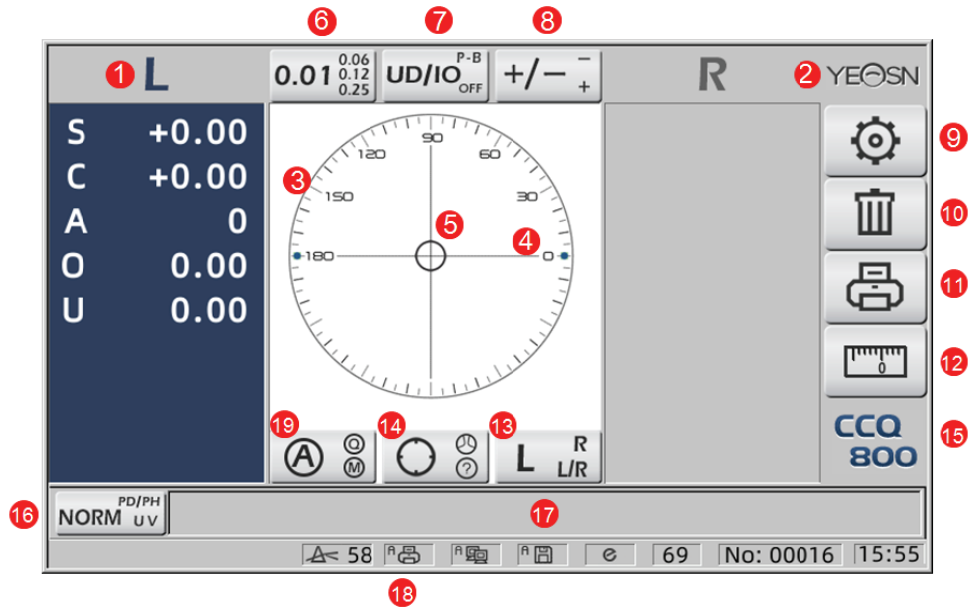 6 7 8
1 L 0.01 0.06 0.12 0.25 UD/IO P-B OFF +/− − + R 2 YEOSN
S +0.00
C +0.00
A 0
O 0.00
U 0.00
90
120 60
3
150 30
5
4
180 0
9
10
11
0
12
19 14 13
A Q M ? L R L/R
CCQ
800
15
16 NORM PD/PH UV 17
58 A A A e 69 No: 00016 15:55
18